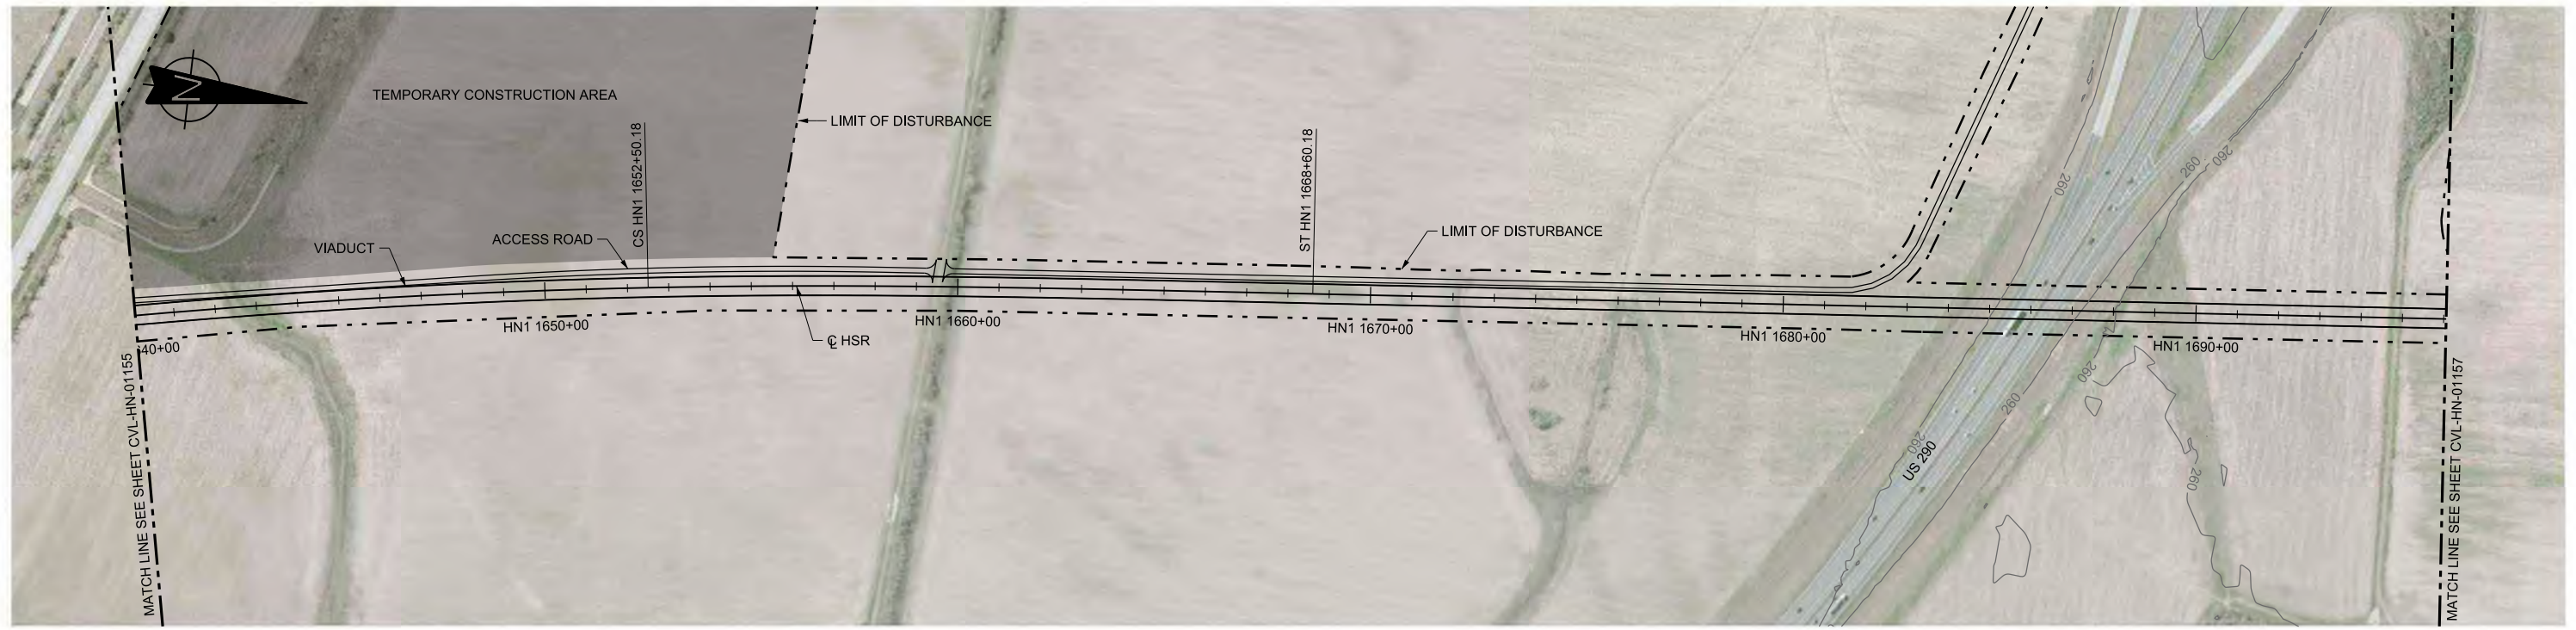 N
TEMPORARY CONSTRUCTION AREA
LIMIT OF DISTURBANCE
CS HN1 1652+50.18
ST HN1 1668+60.18
VIADUCT
ACCESS ROAD
LIMIT OF DISTURBANCE
260
260
260
HN1 1650+00
HN1 1660+00
HN1 1670+00
HN1 1680+00
HN1 1690+00
40+00
℄ HSR
260
260
260
US 290
260
MATCH LINE SEE SHEET CVL-HN-01155
MATCH LINE SEE SHEET CVL-HN-01157